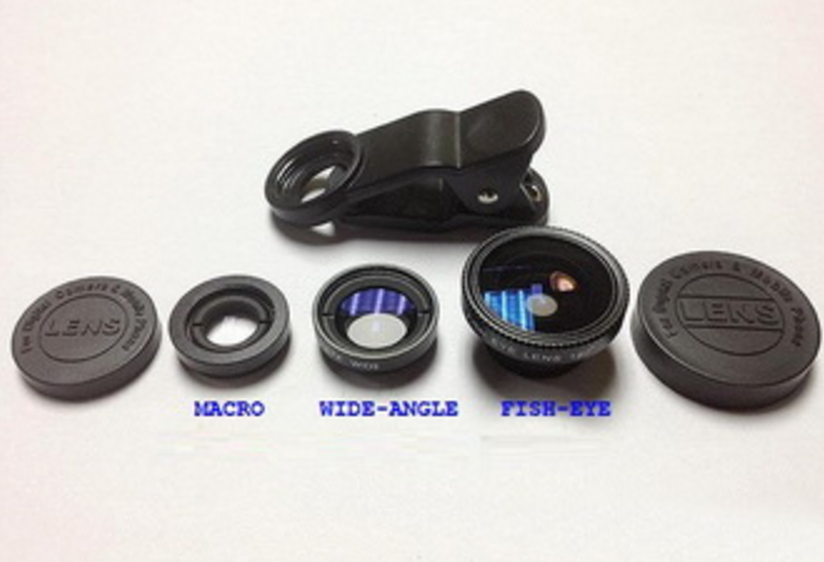 For Digital Camera & Mobile Phone
LENS
For Digital Camera & Mobile Phone
LENS
EYE LENS
MACRO
WIDE-ANGLE
FISH-EYE